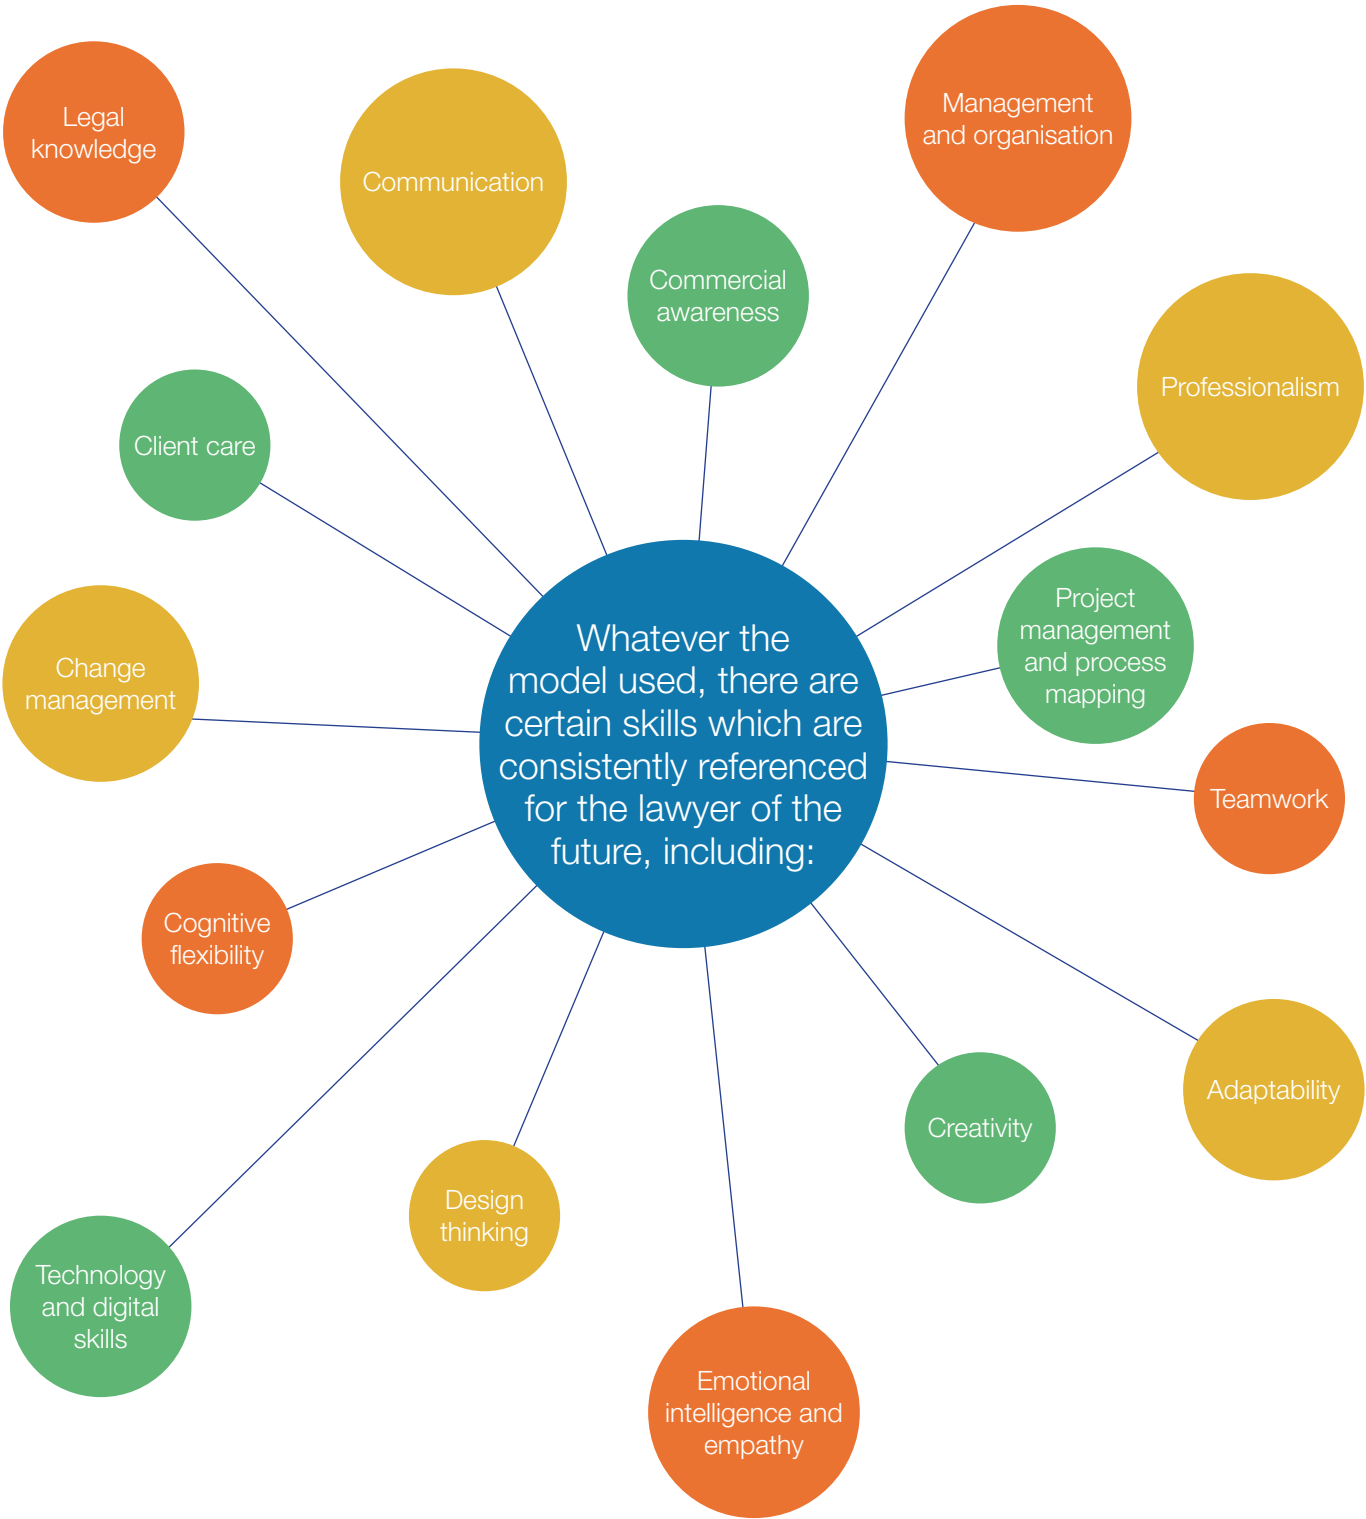 Legal
knowledge
Communication
Management
and organisation
Commercial
awareness
Professionalism
Client care
Project
management
and process
mapping
Change
management
Whatever the
model used, there are
certain skills which are
consistently referenced
for the lawyer of the
future, including:
Teamwork
Cognitive
flexibility
Adaptability
Creativity
Design
thinking
Technology
and digital
skills
Emotional
intelligence and
empathy